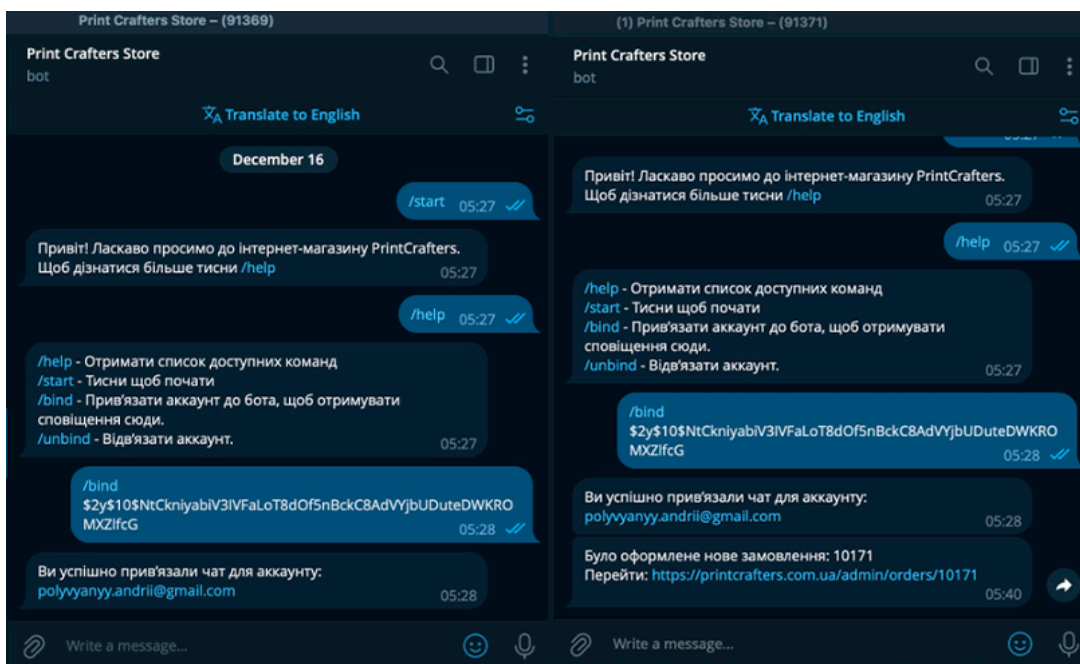 Print Crafters Store – (91369)
Print Crafters Store
bot
Translate to English
December 16
/start 05:27
Привіт! Ласкаво просимо до інтернет-магазину PrintCrafters.
Щоб дізнатися більше тисни /help
05:27
/help 05:27
/help - Отримати список доступних команд
/start - Тисни щоб почати
/bind - Прив'язати аккаунт до бота, щоб отримувати
сповіщення сюди.
/unbind - Відв'язати аккаунт.
05:27
/bind
$2y$10$NtCkniyabiV3IVFaLoT8dOf5nBckC8AdVYjbUDuteDWKRO
MXZlfcG
05:28
Ви успішно прив'язали чат для аккаунту:
polyvyanyy.andrii@gmail.com
05:28
Write a message...
(1) Print Crafters Store – (91371)
Print Crafters Store
bot
Translate to English
Привіт! Ласкаво просимо до інтернет-магазину PrintCrafters.
Щоб дізнатися більше тисни /help
05:27
/help 05:27
/help - Отримати список доступних команд
/start - Тисни щоб почати
/bind - Прив'язати аккаунт до бота, щоб отримувати
сповіщення сюди.
/unbind - Відв'язати аккаунт.
05:27
/bind
$2y$10$NtCkniyabiV3IVFaLoT8dOf5nBckC8AdVYjbUDuteDWKRO
MXZlfcG
05:28
Ви успішно прив'язали чат для аккаунту:
polyvyanyy.andrii@gmail.com
05:28
Було оформлене нове замовлення: 10171
Перейти: https://printcrafters.com.ua/admin/orders/10171
05:40
Write a message...